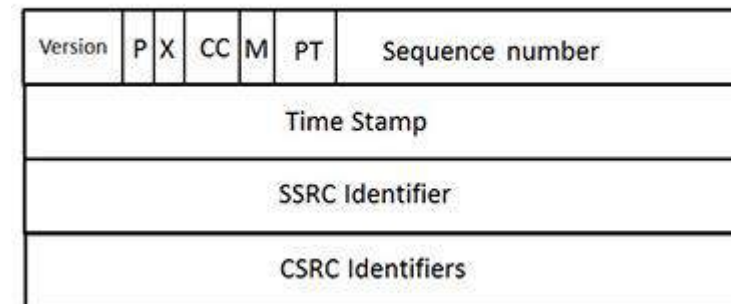 Version P X CC M PT Sequence number
Time Stamp
SSRC Identifier
CSRC Identifiers